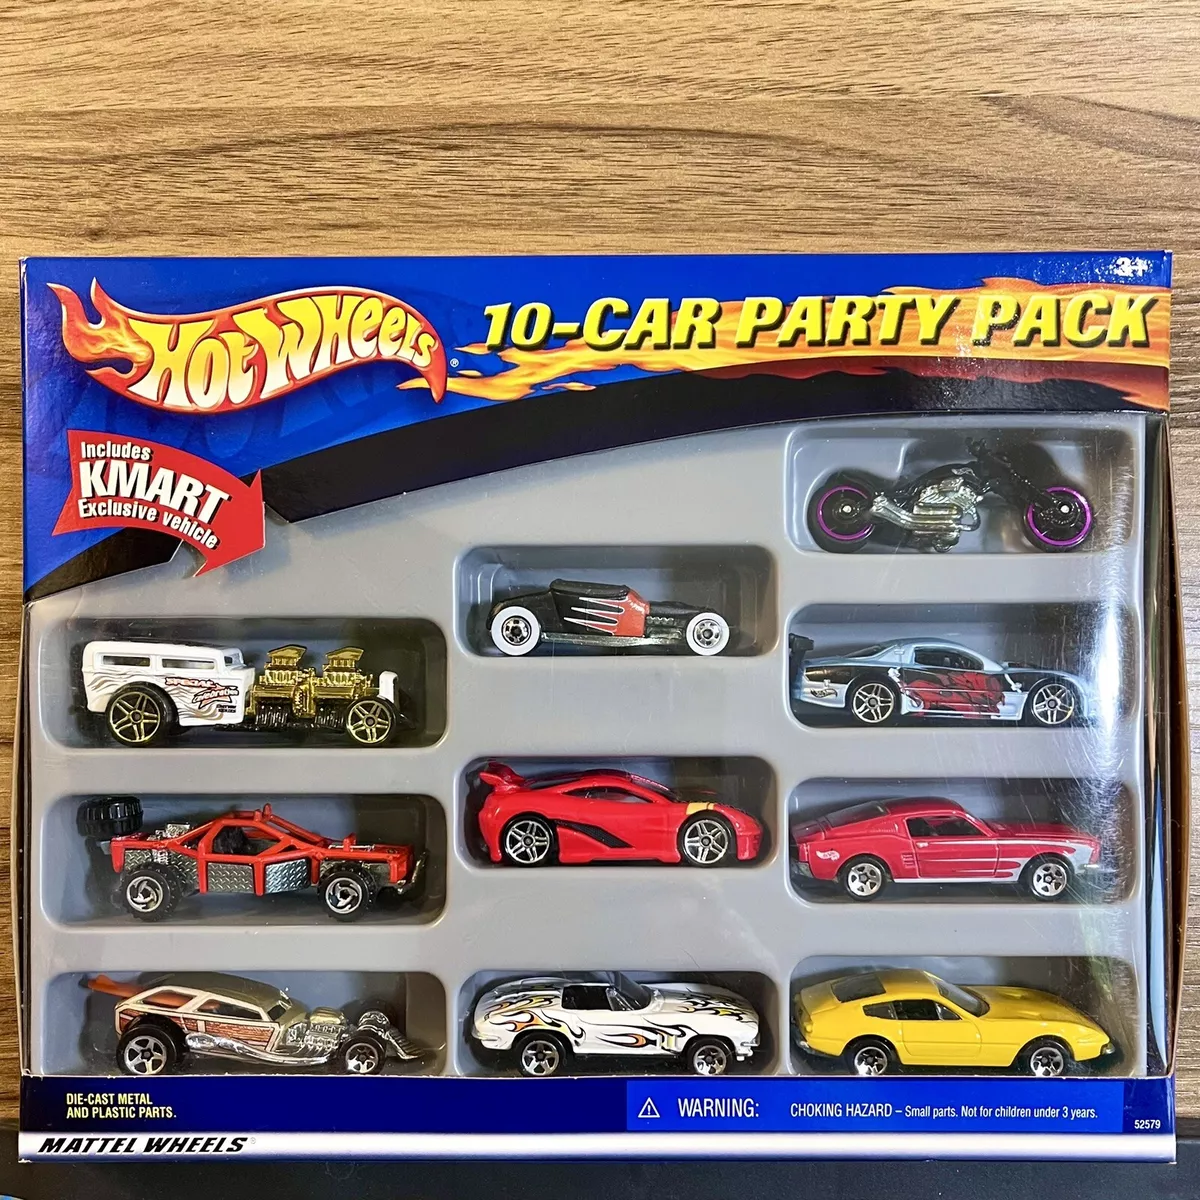 HOT WHEELS®
10-CAR PARTY PACK
3+
Includes
KMART
Exclusive vehicle
SPECIAL
DIE-CAST METAL
AND PLASTIC PARTS.
WARNING:
CHOKING HAZARD – Small parts. Not for children under 3 years.
52579
MATTEL WHEELS